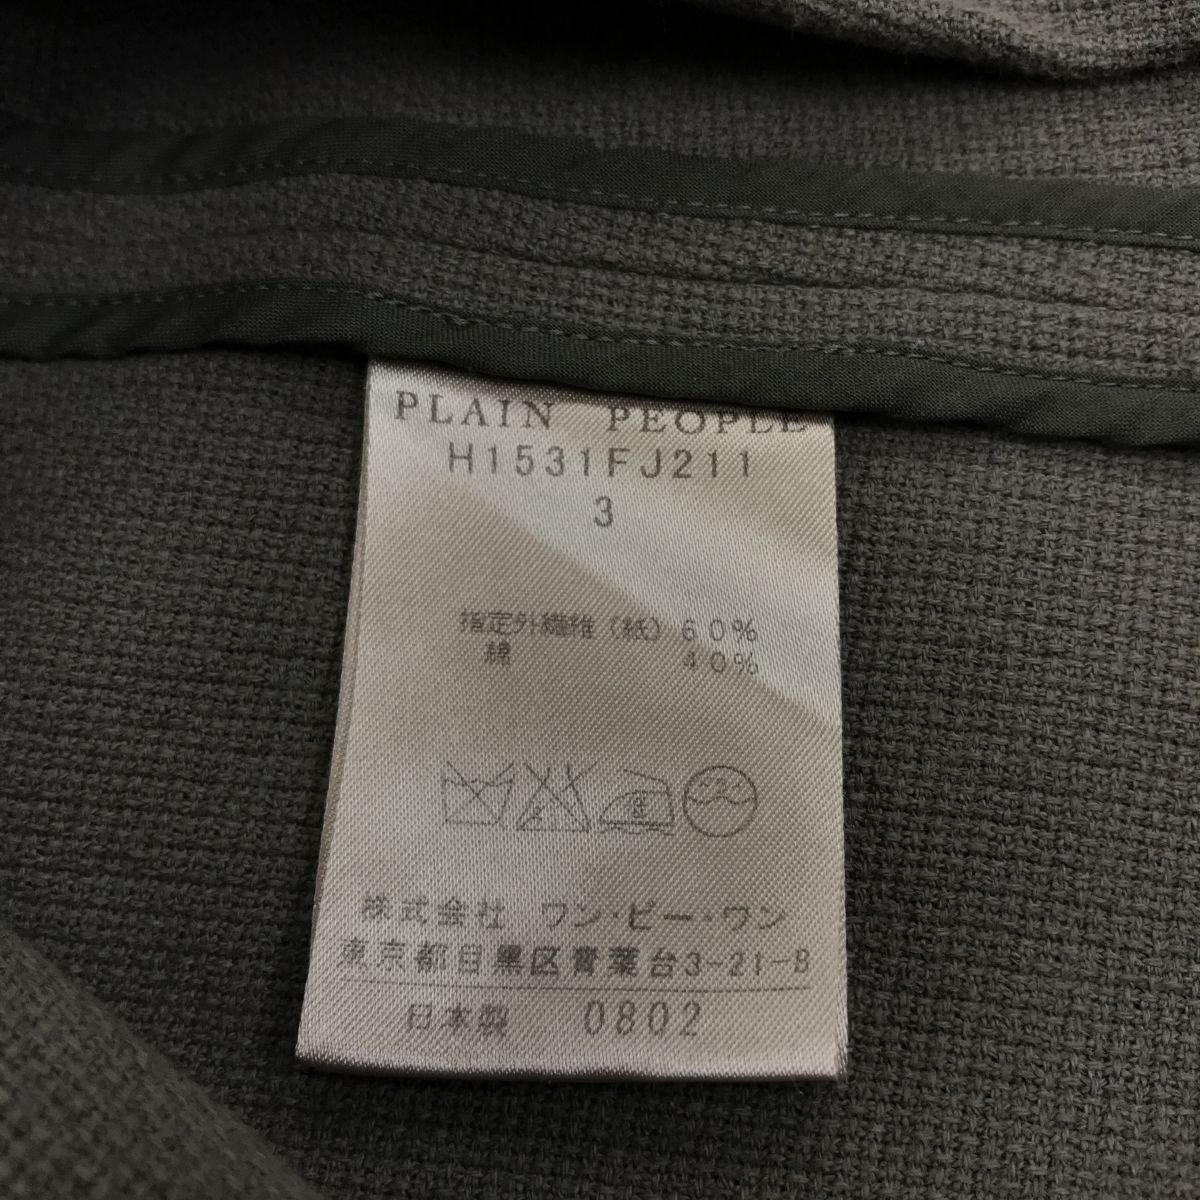 PLAIN PEOPLE
H1531FJ211
3
指定外繊維(紙) 60%
綿 40%
株式会社 ワン・ビー・ワン
東京都目黒区青葉台3-21-8
日本製 0802